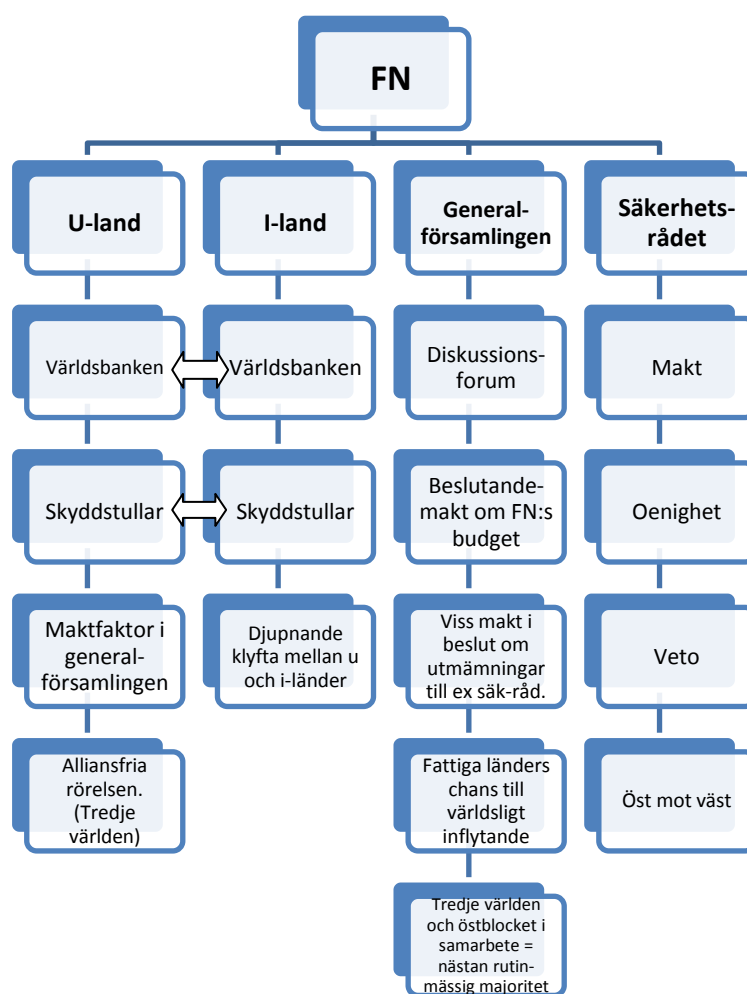 FN
U-land
Världsbanken
Skyddstullar
Maktfaktor i
general-
församlingen
Alliansfria
rörelsen.
(Tredje
världen)
I-land
Världsbanken
Skyddstullar
Djupnande
klyfta mellan u
och i-länder
General-
församlingen
Diskussions-
forum
Beslutande-
makt om FN:s
budget
Viss makt i
beslut om
utmämningar
till ex säk-råd.
Fattiga länders
chans till
världsligt
inflytande
Tredje världen
och östblocket i
samarbete =
nästan rutin-
mässig majoritet
Säkerhets-
rådet
Makt
Oenighet
Veto
Öst mot väst